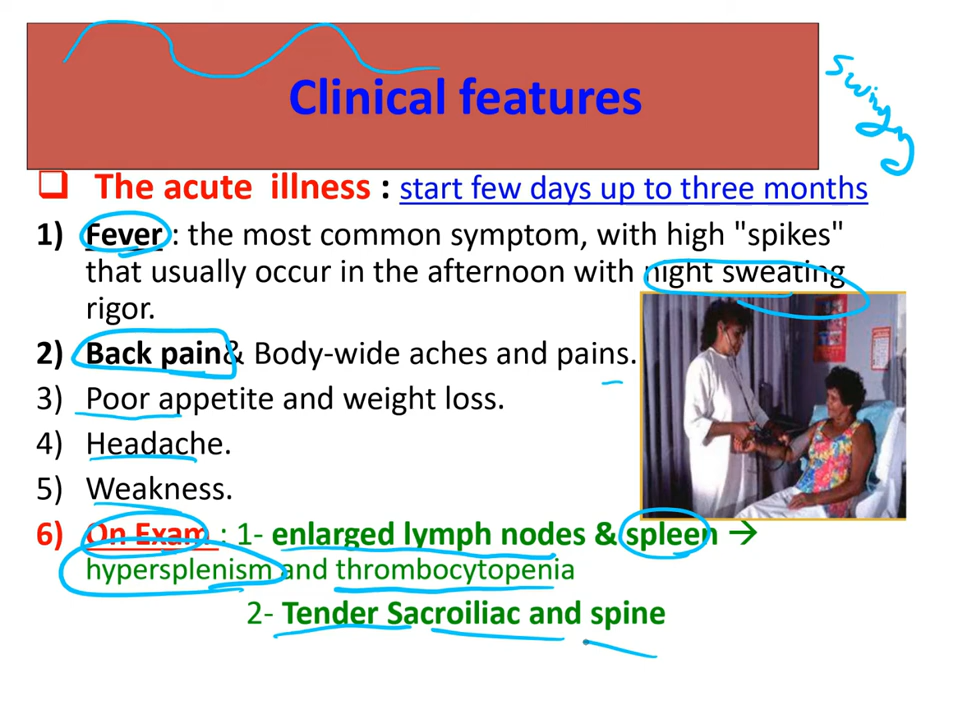 Clinical features
swinging
❑ The acute illness : start few days up to three months
1) Fever : the most common symptom, with high "spikes"
that usually occur in the afternoon with night sweating
rigor.
2) Back pain& Body-wide aches and pains.
3) Poor appetite and weight loss.
4) Headache.
5) Weakness.
6) On Exam : 1- enlarged lymph nodes & spleen →
hypersplenism and thrombocytopenia
2- Tender Sacroiliac and spine